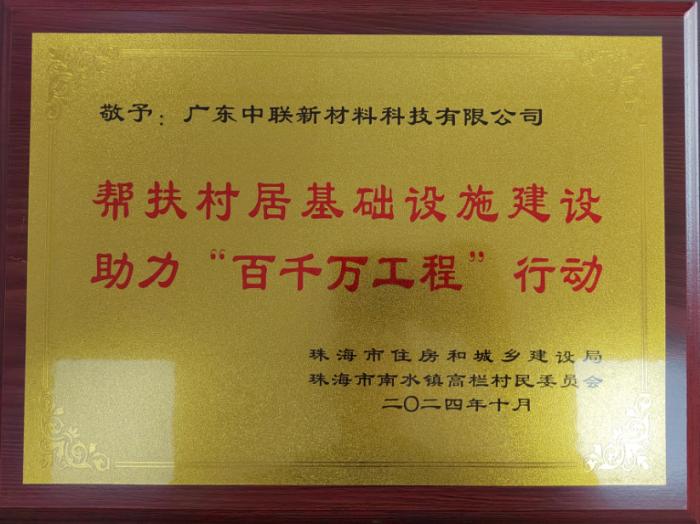 敬予：广东中联新材料科技有限公司
帮扶村居基础设施建设
助力“百千万工程”行动
珠海市住房和城乡建设局
珠海市南水镇高栏村民委员会
二〇二四年十月